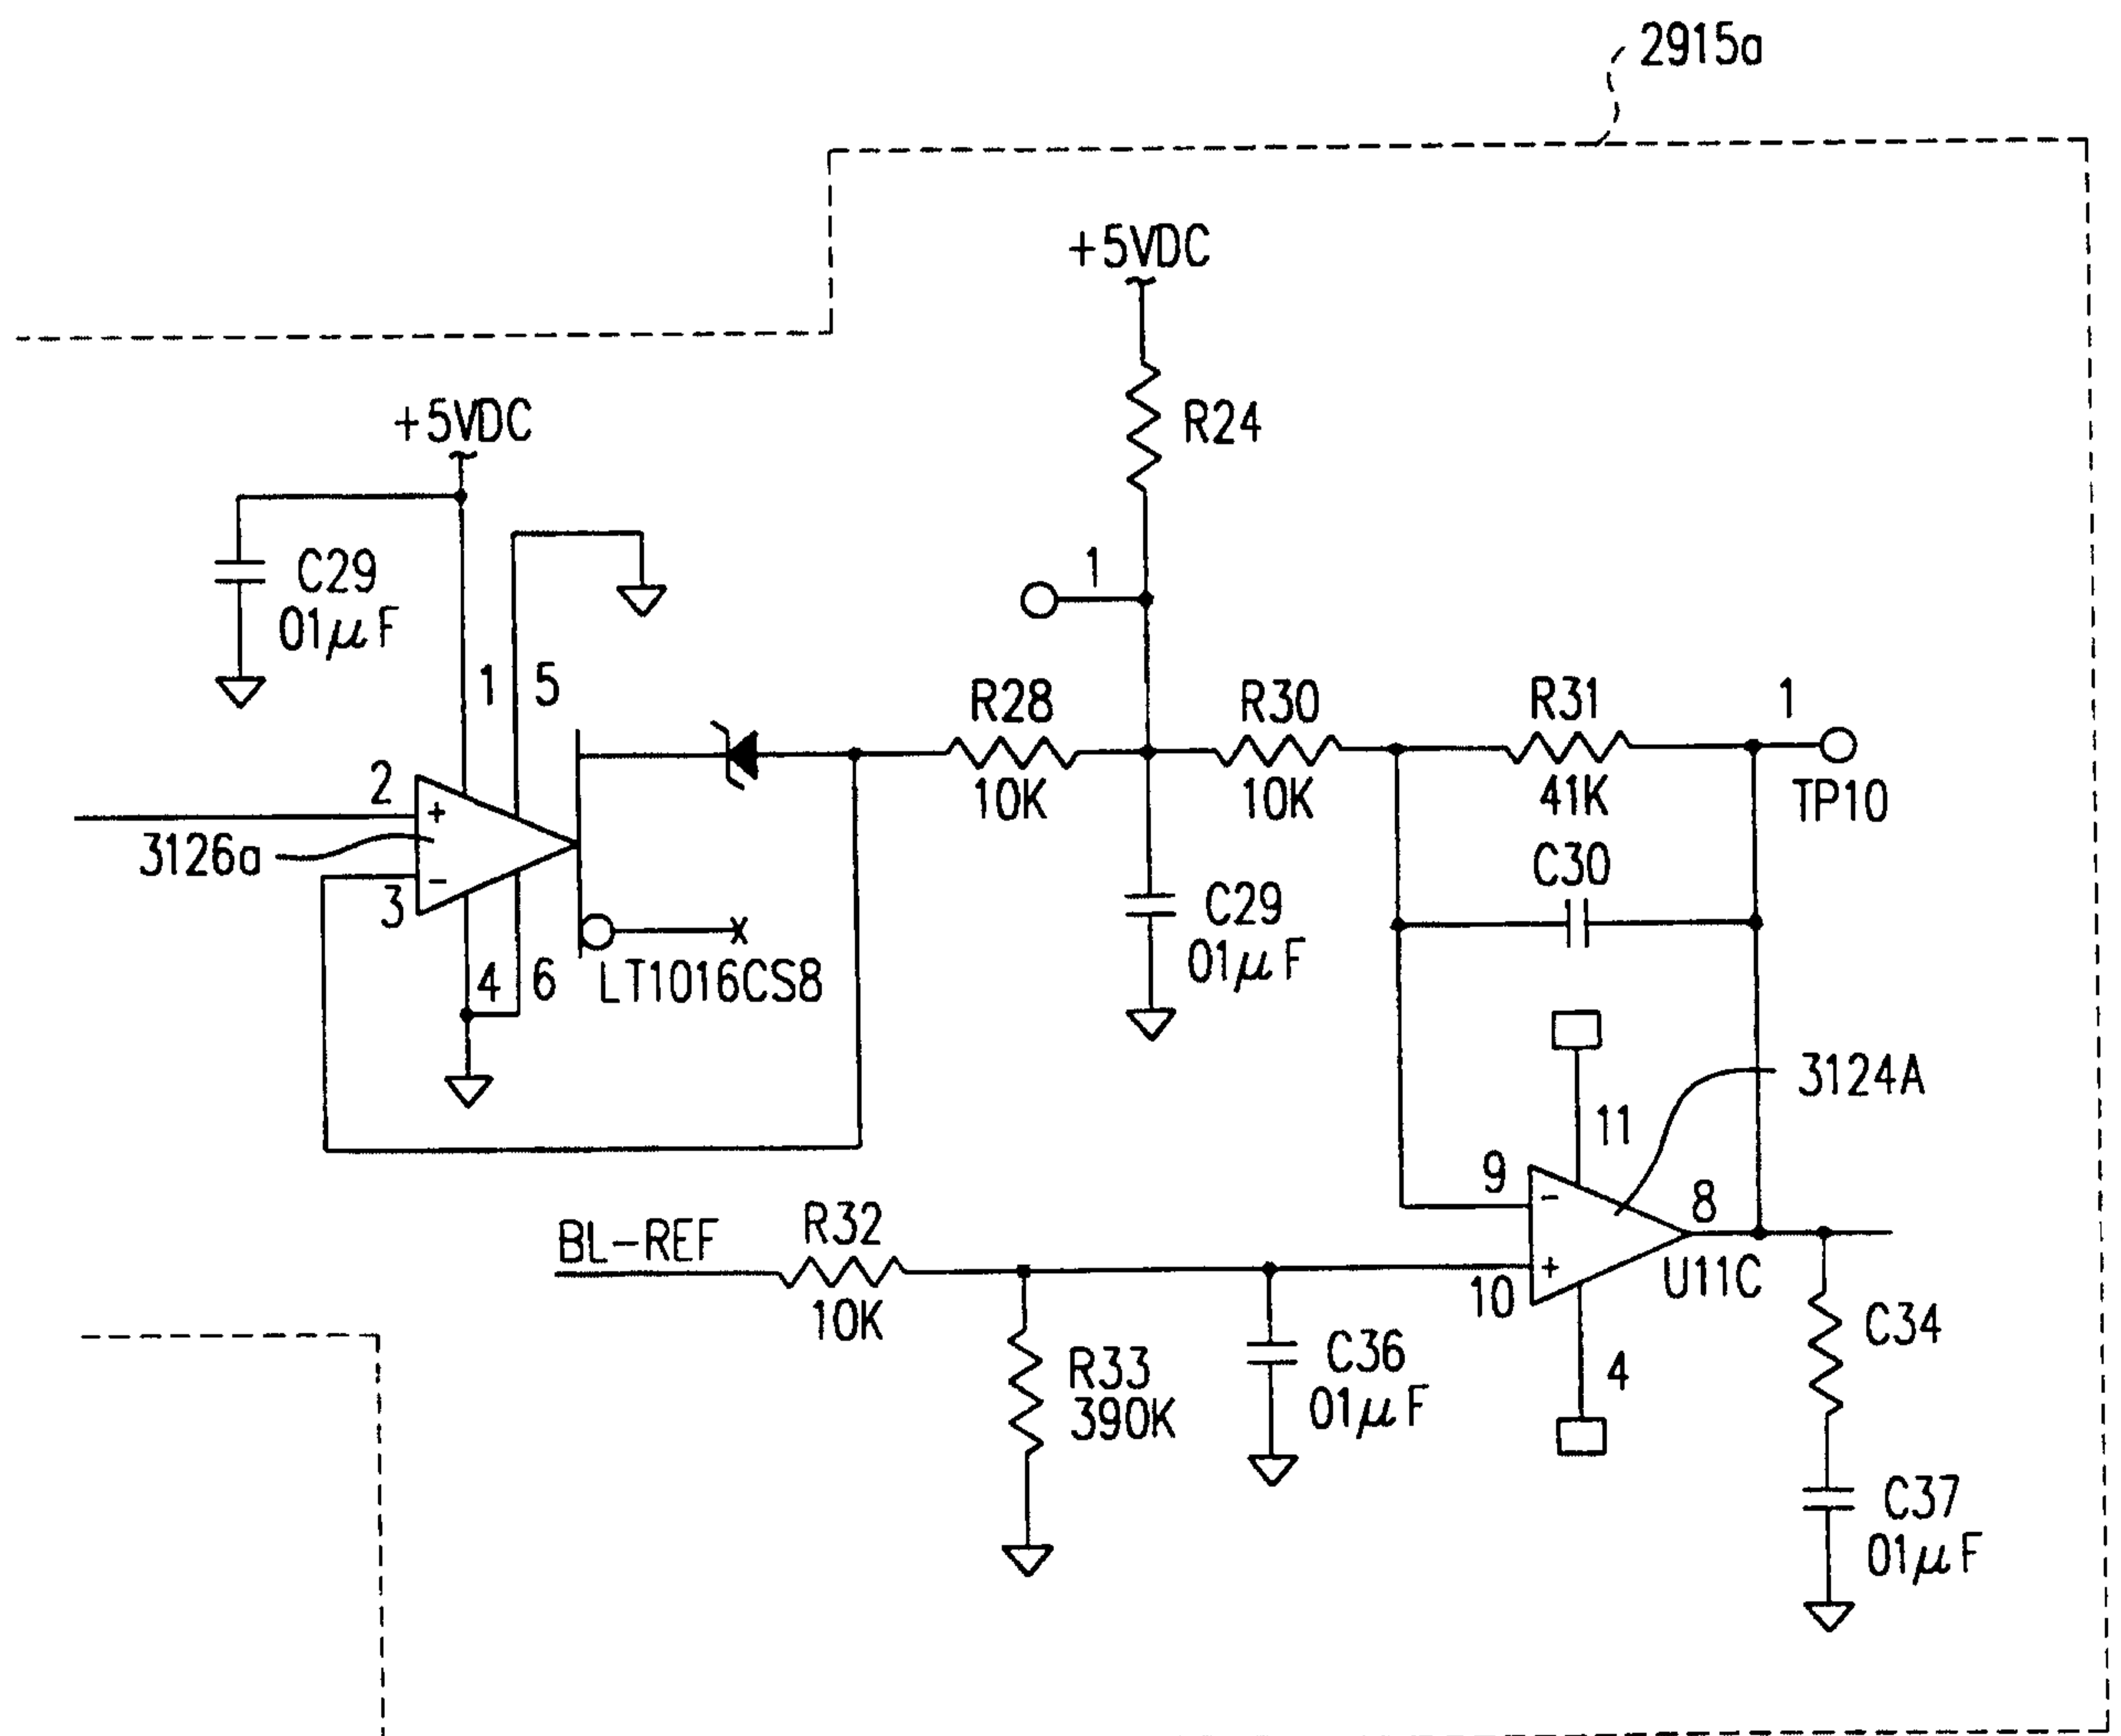 2915a
+5VDC
R24
+5VDC
1
C29
01μF
1 5
R28
R30
R31
1
10K
10K
41K
TP10
2
+
3126a
-
3
C30
C29
01μF
x
4 6
LT1016CS8
3124A
11
9
-
8
BL-REF
R32
10K
+
10
U11C
C34
R33
390K
C36
01μF
4
C37
01μF